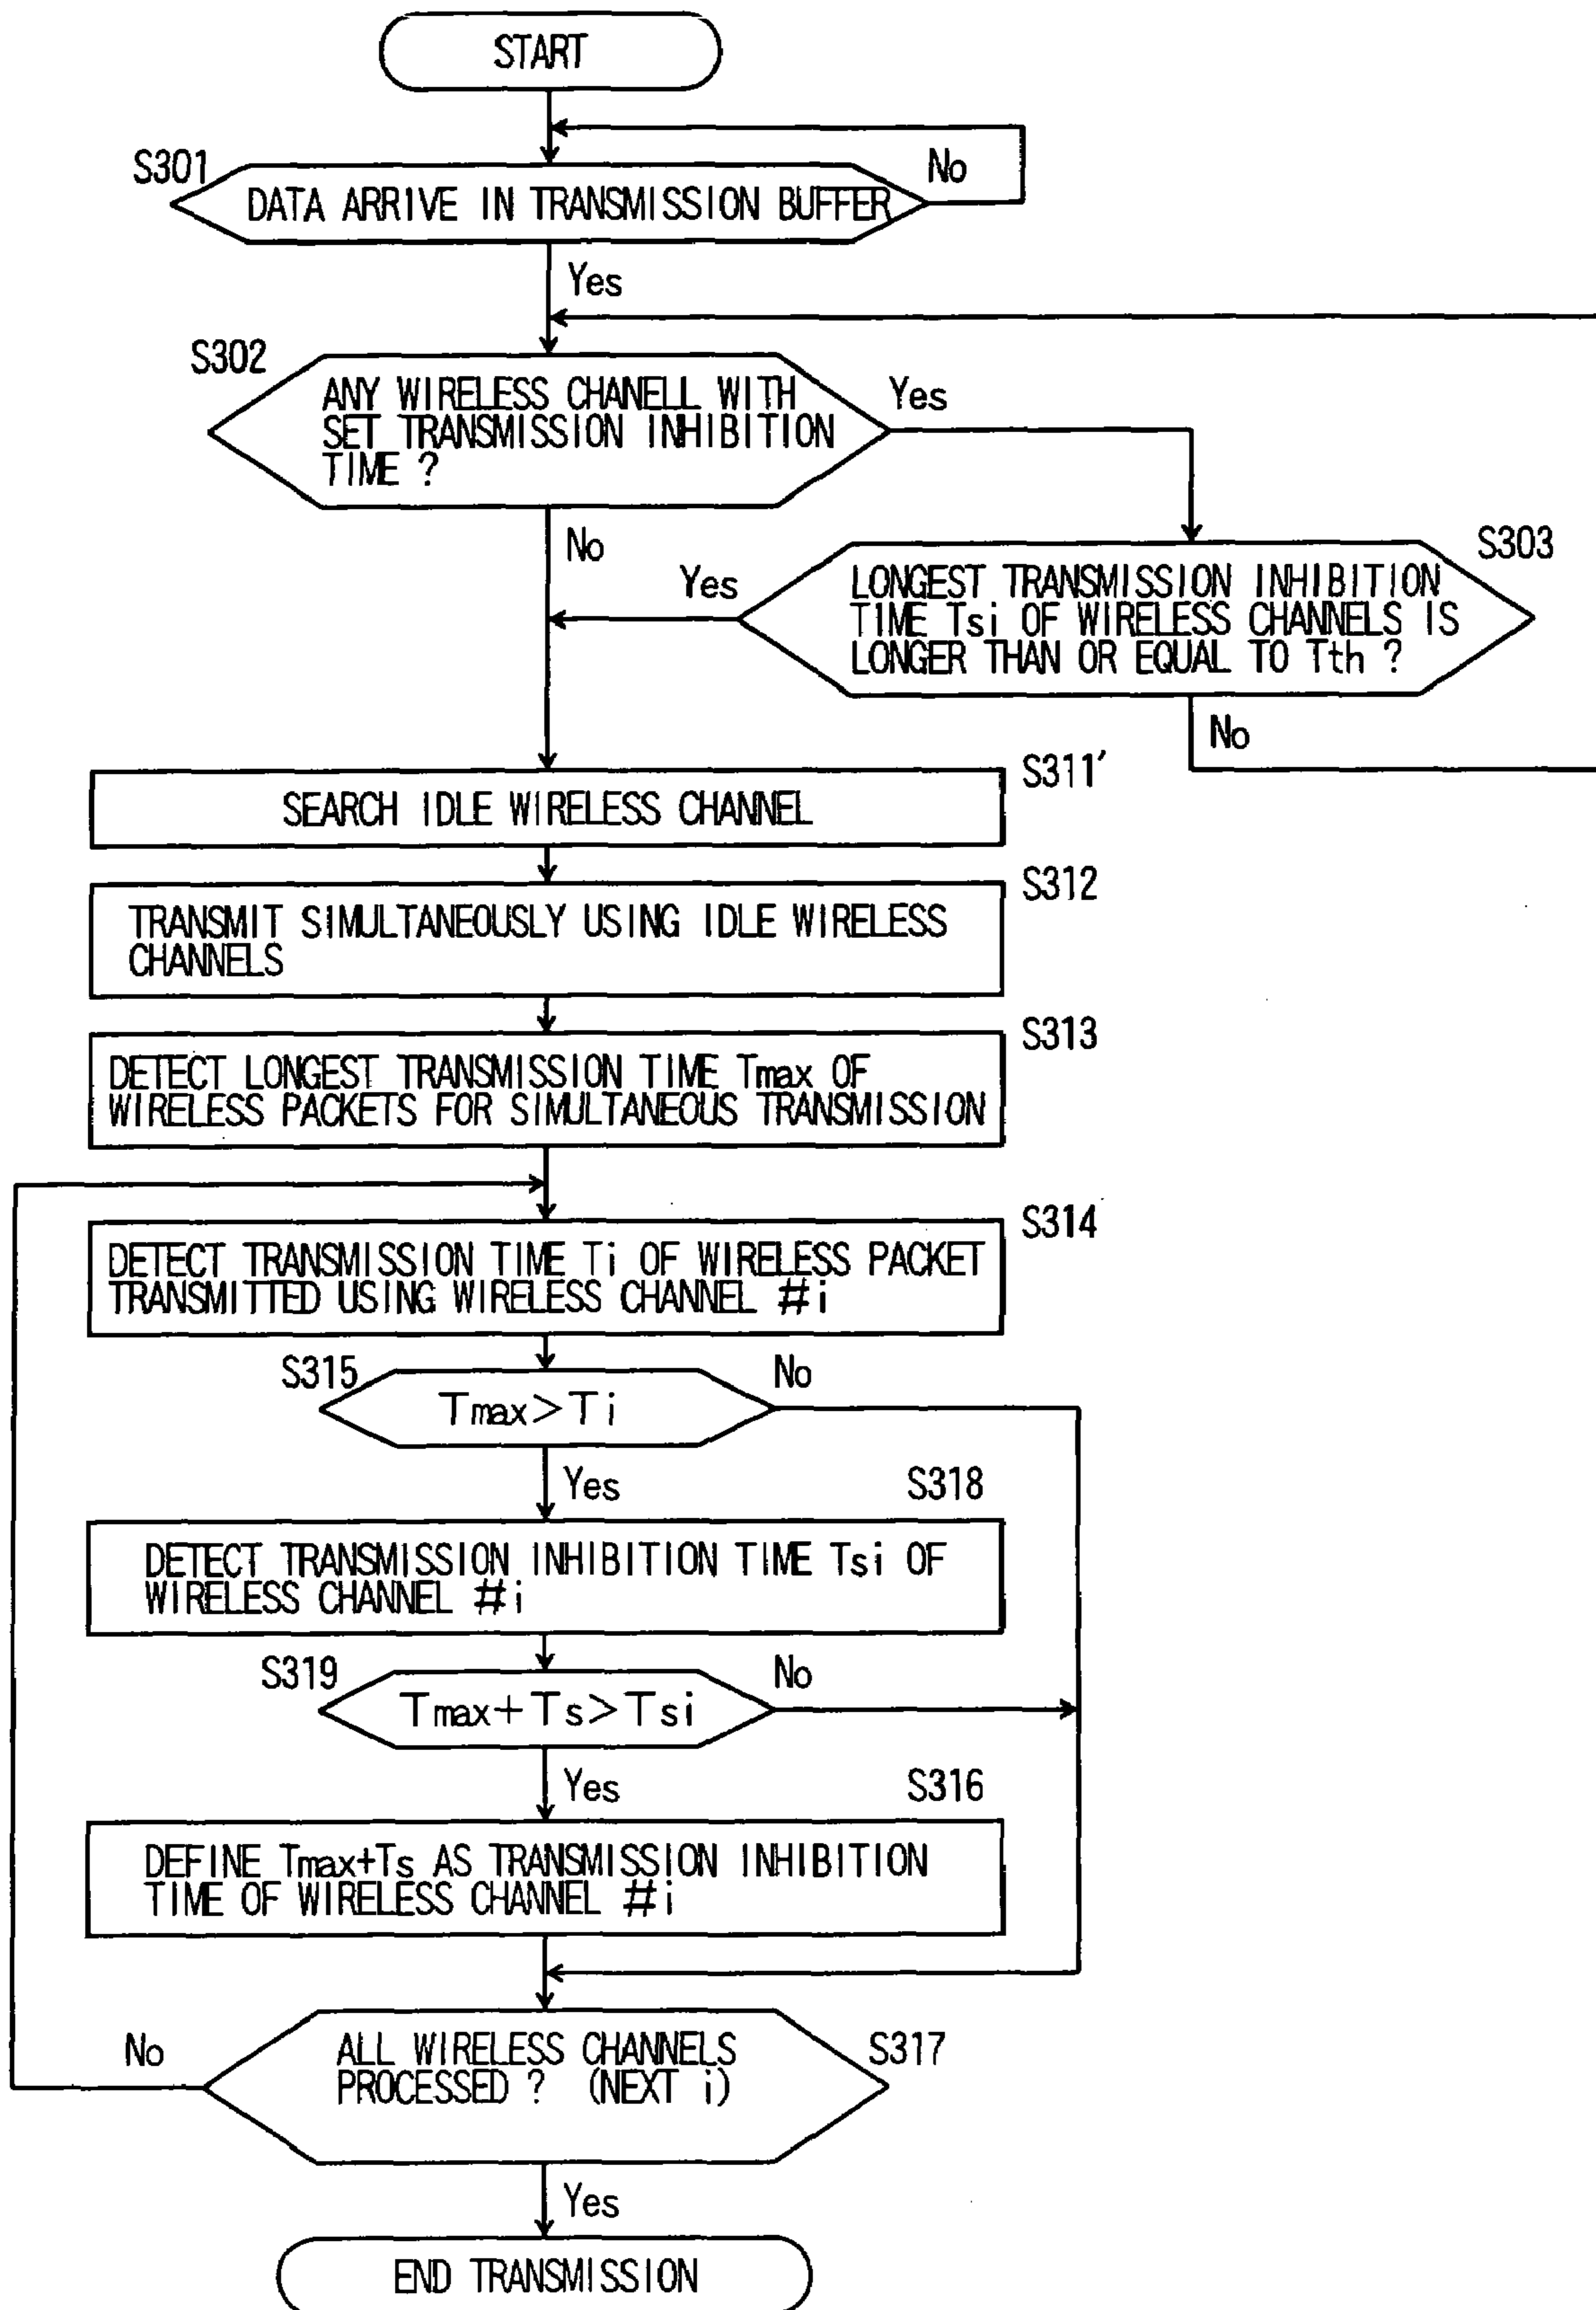 START
S301
DATA ARRIVE IN TRANSMISSION BUFFER
No
Yes
S302
ANY WIRELESS CHANELL WITH
SET TRANSMISSION INHIBITION
TIME ?
Yes
No
S303
LONGEST TRANSMISSION INHIBITION
TIME Tsi OF WIRELESS CHANNELS IS
LONGER THAN OR EQUAL TO Tth ?
Yes
No
S311'
SEARCH IDLE WIRELESS CHANNEL
S312
TRANSMIT SIMULTANEOUSLY USING IDLE WIRELESS
CHANNELS
S313
DETECT LONGEST TRANSMISSION TIME Tmax OF
WIRELESS PACKETS FOR SIMULTANEOUS TRANSMISSION
S314
DETECT TRANSMISSION TIME Ti OF WIRELESS PACKET
TRANSMITTED USING WIRELESS CHANNEL #i
S315
Tmax>Ti
No
Yes
S318
DETECT TRANSMISSION INHIBITION TIME Tsi OF
WIRELESS CHANNEL #i
S319
Tmax+Ts>Tsi
No
Yes
S316
DEFINE Tmax+Ts AS TRANSMISSION INHIBITION
TIME OF WIRELESS CHANNEL #i
No
ALL WIRELESS CHANNELS
PROCESSED ? (NEXT i)
S317
Yes
END TRANSMISSION